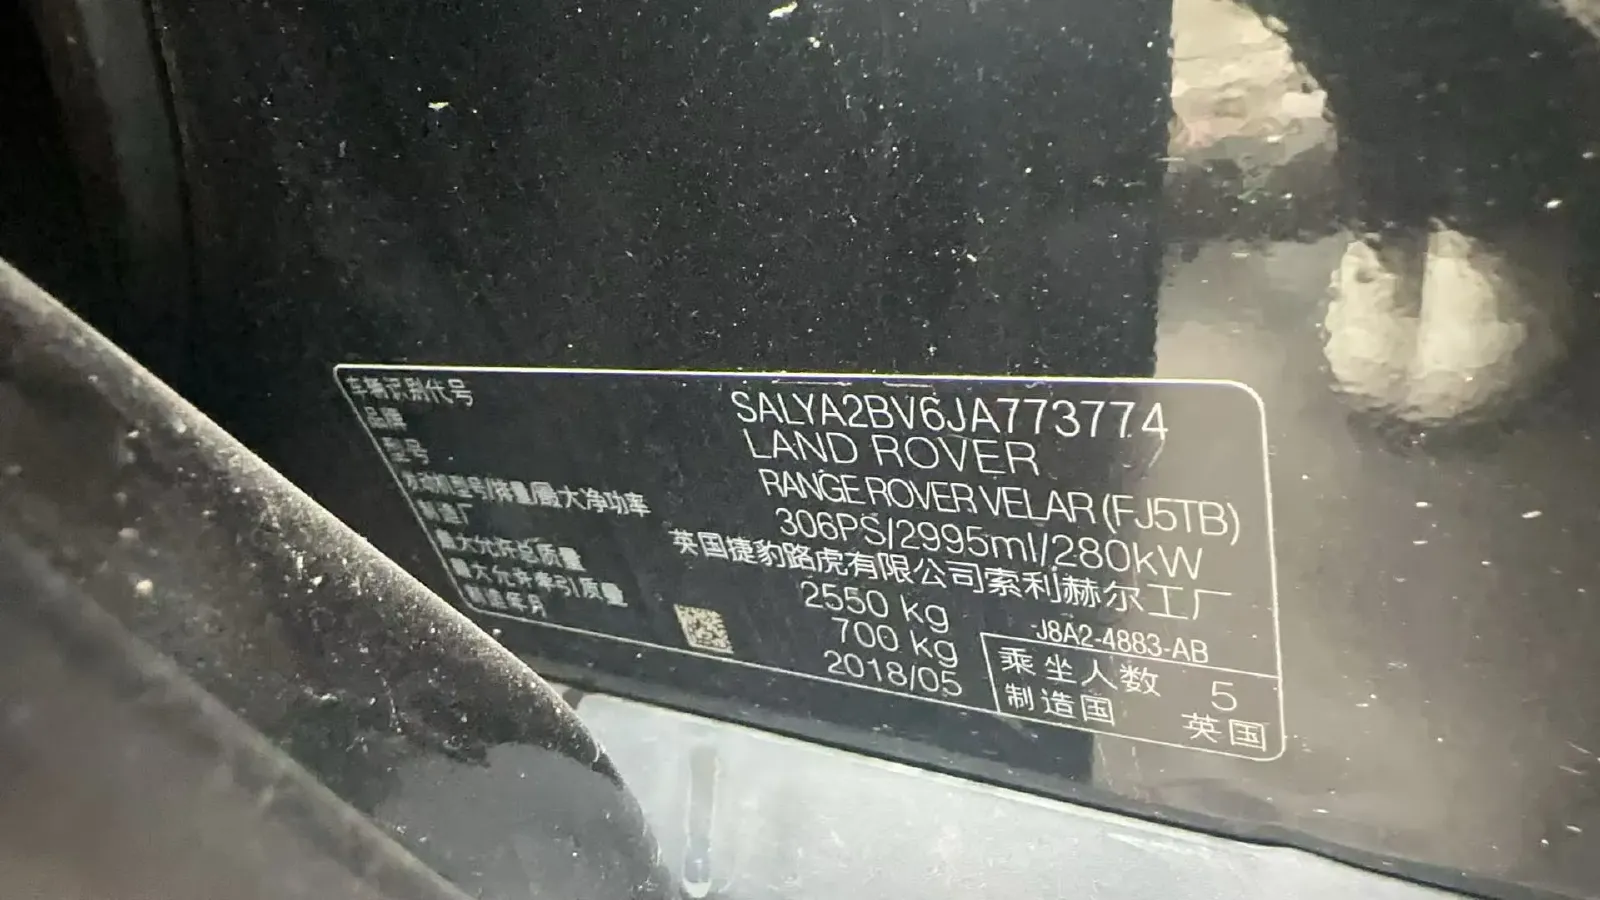 车辆识别代号 SALYA2BV6JA773774
品牌 LAND ROVER
型号 RANGE ROVER VELAR (FJ5TB)
发动机型号/排量/最大净功率 306PS/2995ml/280kW
制造厂 英国捷豹路虎有限公司索利赫尔工厂
最大允许总质量 2550 kg
最大允许牵引质量 700 kg
制造年月 2018/05
J8A2-4883-AB
乘坐人数 5
制造国 英国